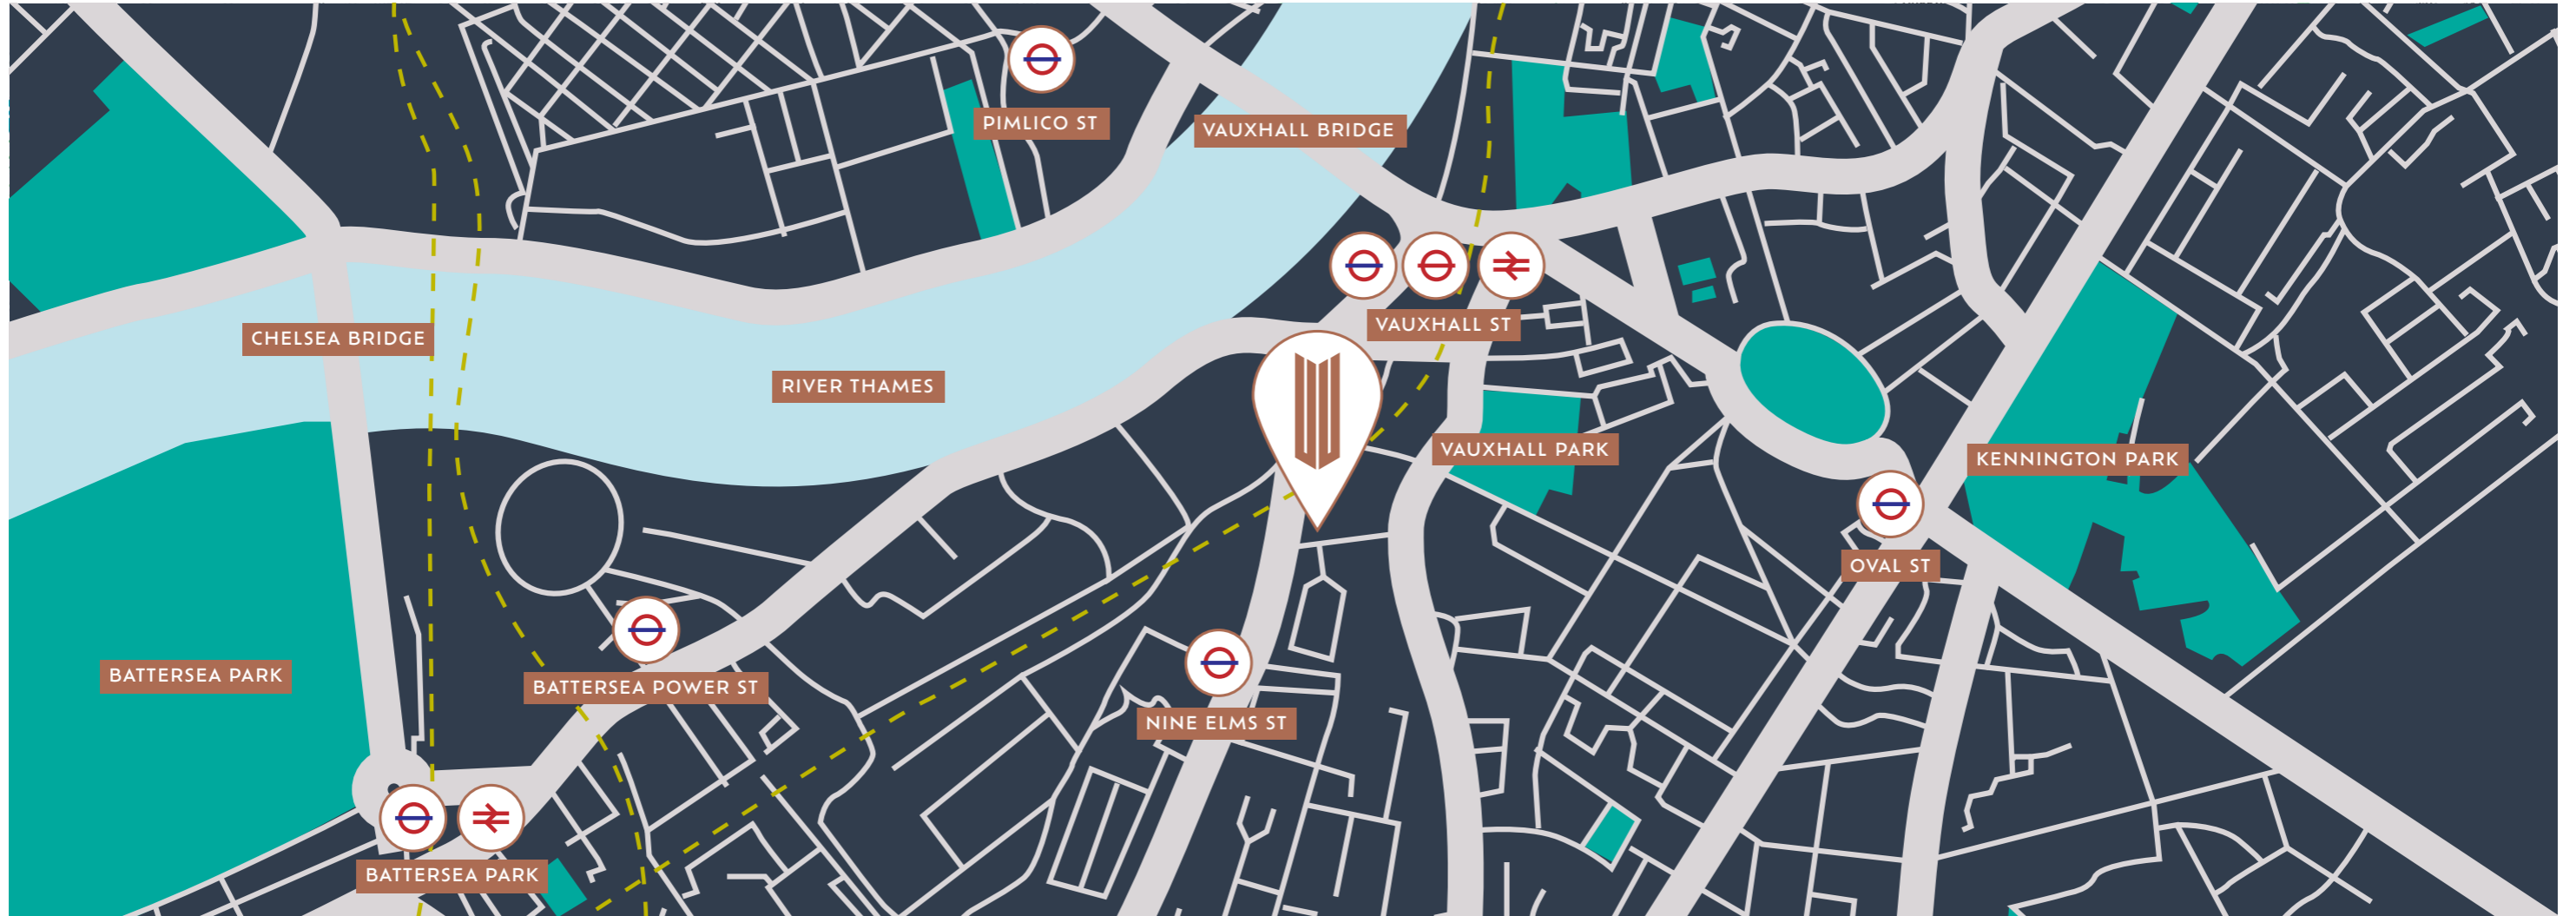 PIMLICO ST
VAUXHALL BRIDGE
CHELSEA BRIDGE
VAUXHALL ST
RIVER THAMES
VAUXHALL PARK
KENNINGTON PARK
OVAL ST
BATTERSEA PARK
BATTERSEA POWER ST
NINE ELMS ST
BATTERSEA PARK